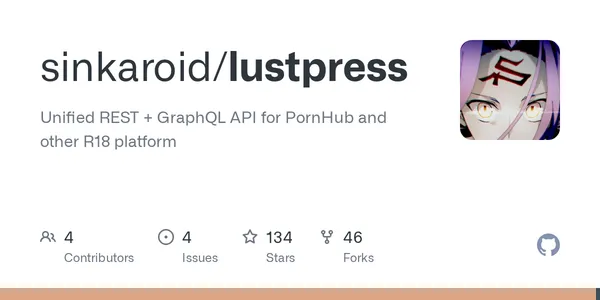 sinkaroid/lustpress
Unified REST + GraphQL API for PornHub and
other R18 platform
4 4 134 46
Contributors Issues Stars Forks